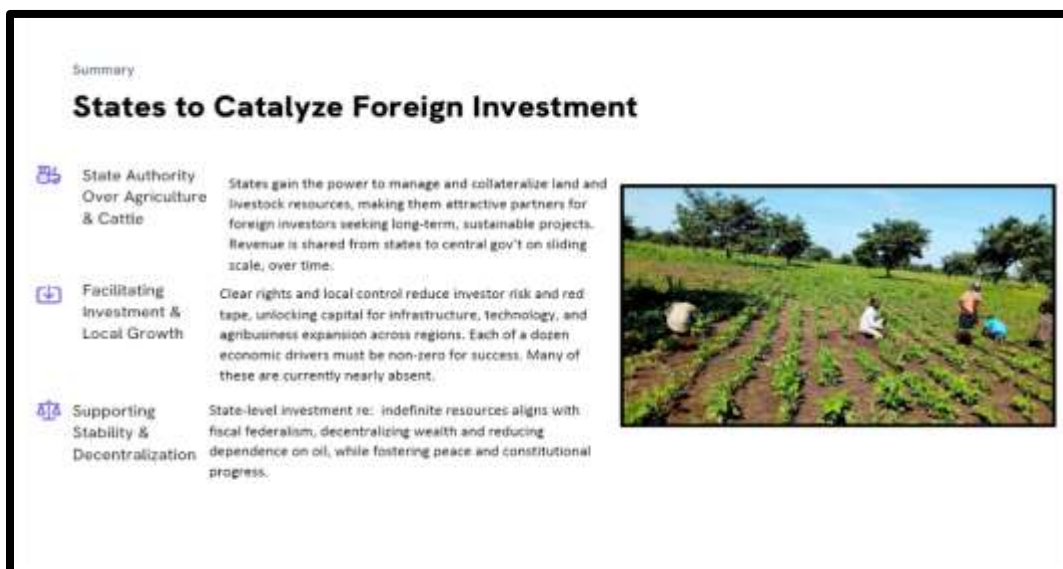 Summary
States to Catalyze Foreign Investment
State Authority
Over Agriculture
& Cattle
States gain the power to manage and collateralize land and
livestock resources, making them attractive partners for
foreign investors seeking long-term, sustainable projects.
Revenue is shared from states to central gov't on sliding
scale, over time.
Facilitating
Investment &
Local Growth
Clear rights and local control reduce investor risk and red
tape, unlocking capital for infrastructure, technology, and
agribusiness expansion across regions. Each of a dozen
economic drivers must be non-zero for success. Many of
these are currently nearly absent.
Supporting
Stability &
Decentralization
State-level investment re: indefinite resources aligns with
fiscal federalism, decentralizing wealth and reducing
dependence on oil, while fostering peace and constitutional
progress.